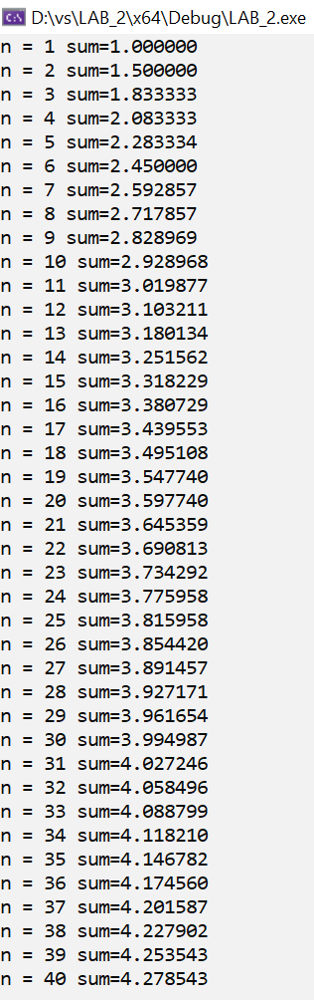 D:\vs\LAB_2\x64\Debug\LAB_2.exe
n = 1 sum=1.000000
n = 2 sum=1.500000
n = 3 sum=1.833333
n = 4 sum=2.083333
n = 5 sum=2.283334
n = 6 sum=2.450000
n = 7 sum=2.592857
n = 8 sum=2.717857
n = 9 sum=2.828969
n = 10 sum=2.928968
n = 11 sum=3.019877
n = 12 sum=3.103211
n = 13 sum=3.180134
n = 14 sum=3.251562
n = 15 sum=3.318229
n = 16 sum=3.380729
n = 17 sum=3.439553
n = 18 sum=3.495108
n = 19 sum=3.547740
n = 20 sum=3.597740
n = 21 sum=3.645359
n = 22 sum=3.690813
n = 23 sum=3.734292
n = 24 sum=3.775958
n = 25 sum=3.815958
n = 26 sum=3.854420
n = 27 sum=3.891457
n = 28 sum=3.927171
n = 29 sum=3.961654
n = 30 sum=3.994987
n = 31 sum=4.027246
n = 32 sum=4.058496
n = 33 sum=4.088799
n = 34 sum=4.118210
n = 35 sum=4.146782
n = 36 sum=4.174560
n = 37 sum=4.201587
n = 38 sum=4.227902
n = 39 sum=4.253543
n = 40 sum=4.278543